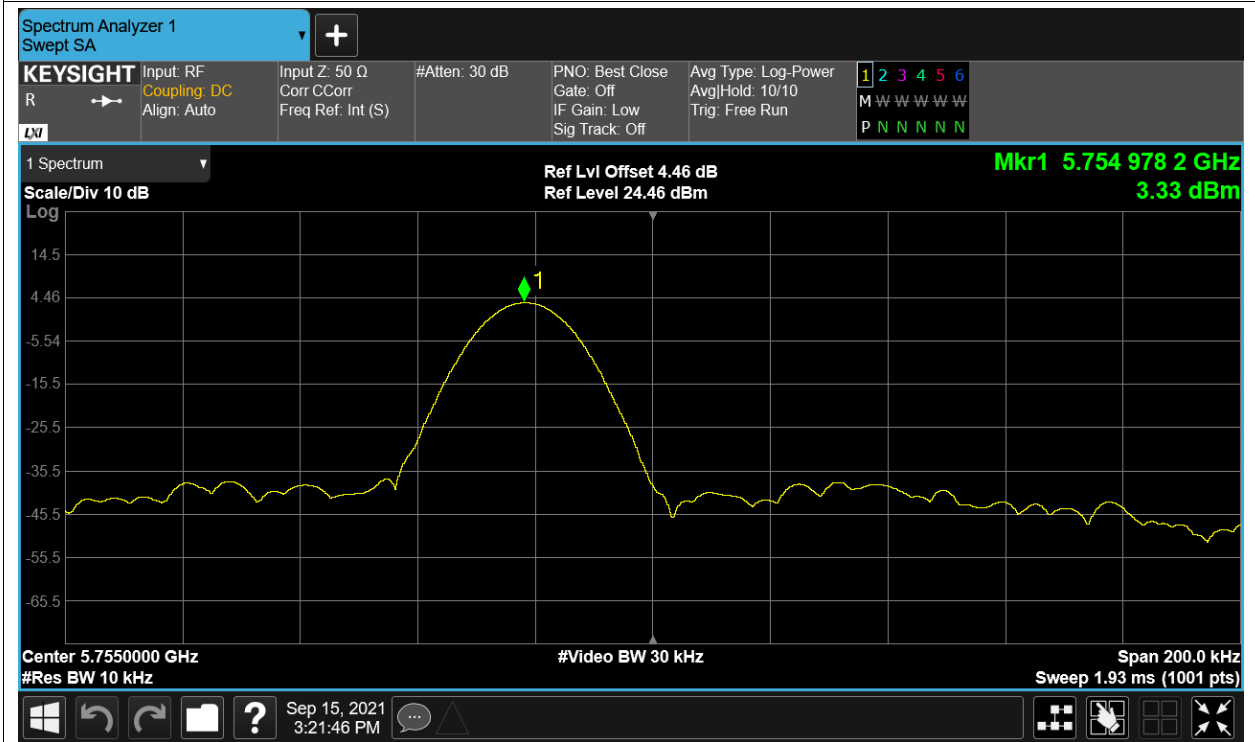 Spectrum Analyzer 1
Swept SA
+
KEYSIGHT
R
LXI
Input: RF
Coupling: DC
Align: Auto
Input Z: 50 Ω
Corr CCorr
Freq Ref: Int (S)
#Atten: 30 dB
PNO: Best Close
Gate: Off
IF Gain: Low
Sig Track: Off
Avg Type: Log-Power
Avg|Hold: 10/10
Trig: Free Run
1 2 3 4 5 6
M W W W W W
P N N N N N
1 Spectrum
Scale/Div 10 dB
Log
Ref Lvl Offset 4.46 dB
Ref Level 24.46 dBm
Mkr1 5.754 978 2 GHz
3.33 dBm
14.5
4.46
-5.54
-15.5
-25.5
-35.5
-45.5
-55.5
-65.5
1
Center 5.7550000 GHz
#Res BW 10 kHz
#Video BW 30 kHz
Span 200.0 kHz
Sweep 1.93 ms (1001 pts)
?
Sep 15, 2021
3:21:46 PM